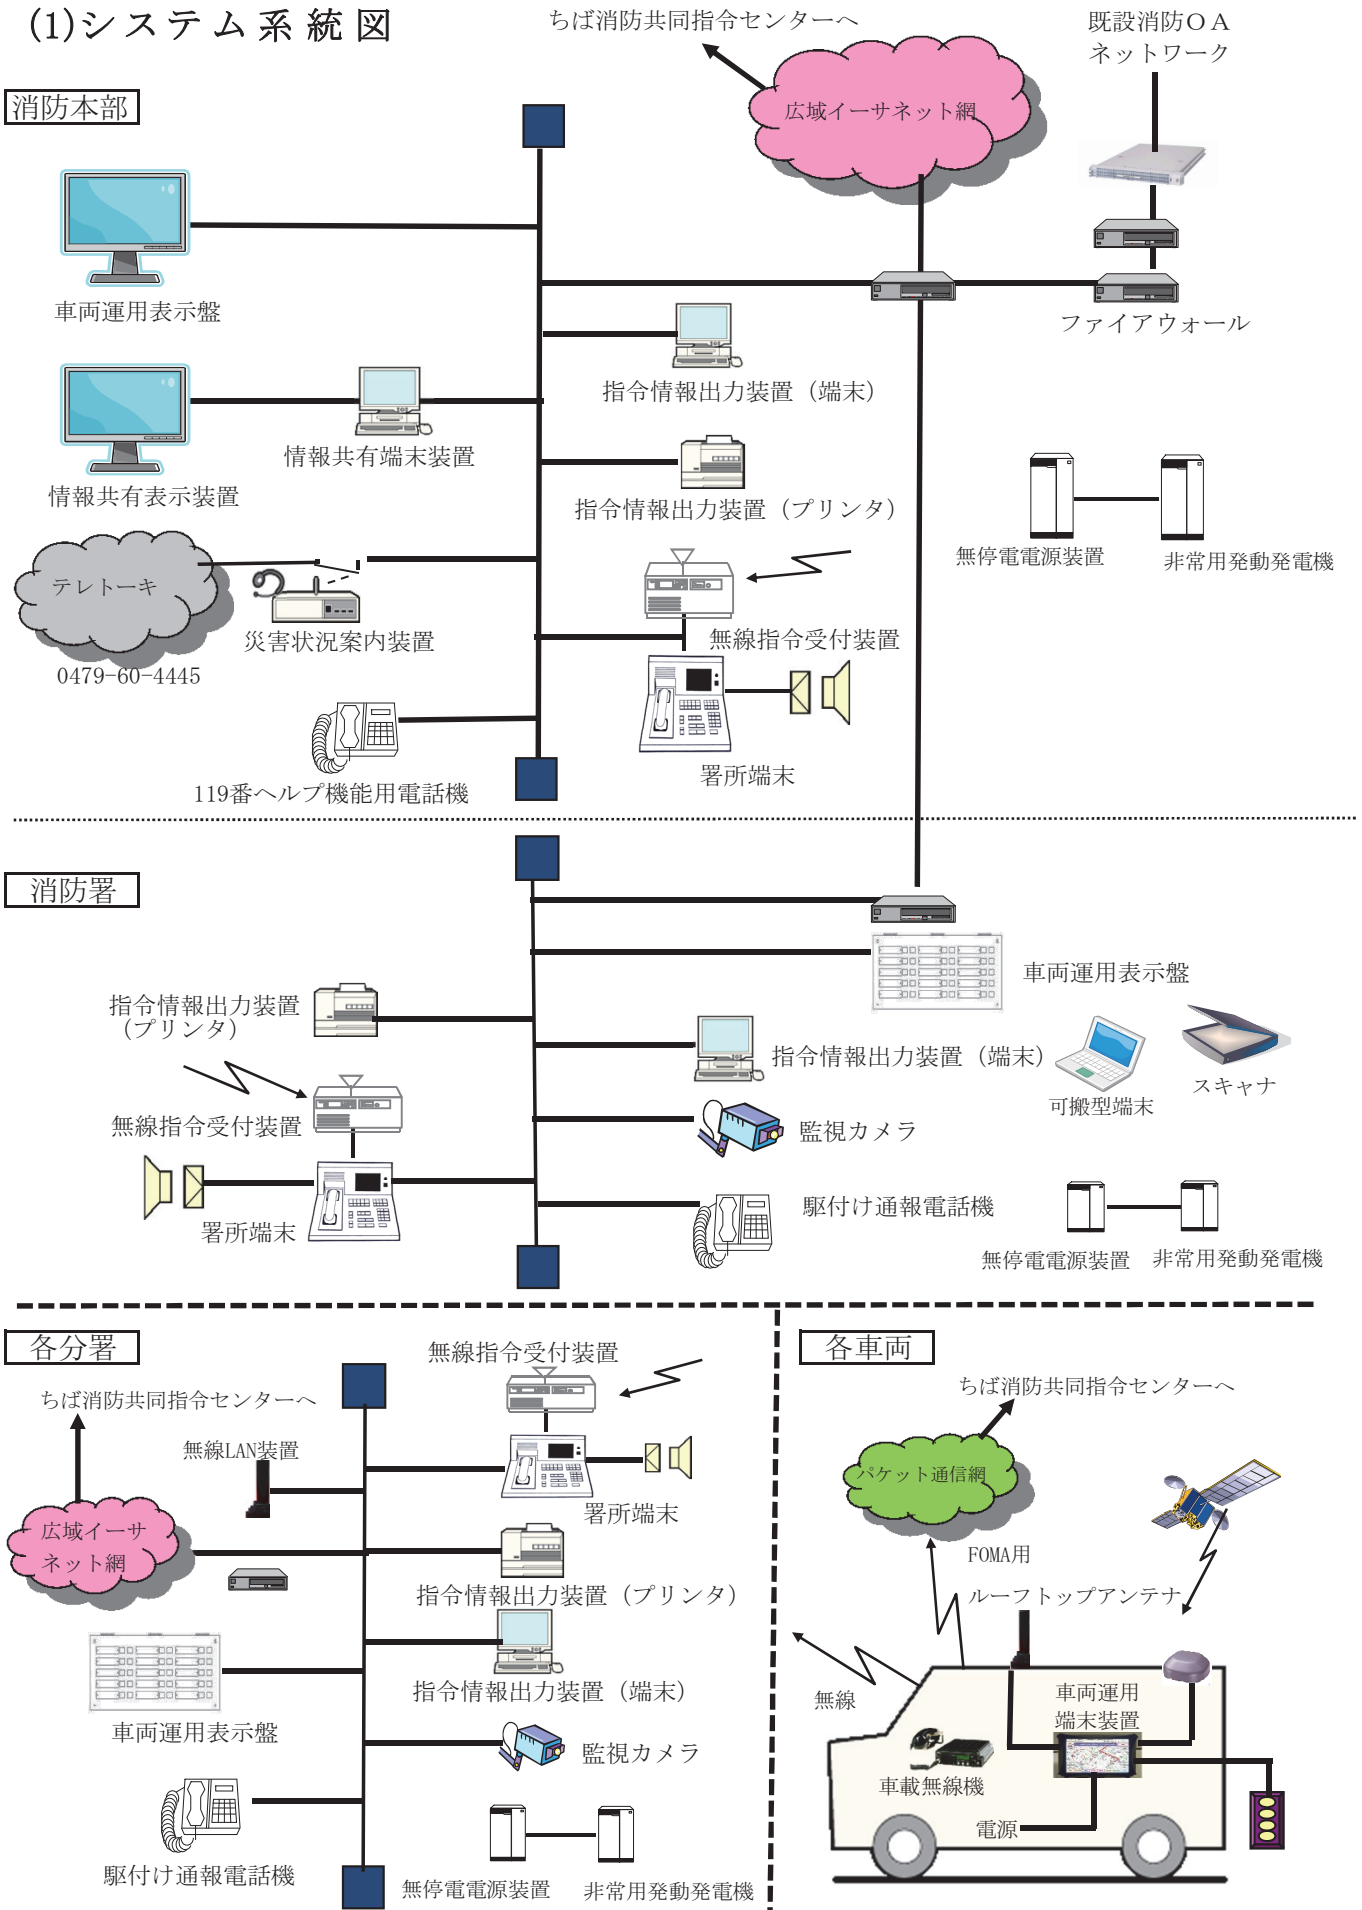 (1)システム系統図
ちば消防共同指令センターへ
既設消防ＯＡ
ネットワーク
消防本部
広域イーサネット網
車両運用表示盤
ファイアウォール
指令情報出力装置（端末）
情報共有端末装置
情報共有表示装置
指令情報出力装置（プリンタ）
無停電電源装置
非常用発動発電機
テレトーキ
災害状況案内装置
無線指令受付装置
0479-60-4445
署所端末
119番ヘルプ機能用電話機
消防署
車両運用表示盤
指令情報出力装置
（プリンタ）
指令情報出力装置（端末）
可搬型端末
スキャナ
無線指令受付装置
監視カメラ
署所端末
駆付け通報電話機
無停電電源装置
非常用発動発電機
各分署
無線指令受付装置
ちば消防共同指令センターへ
無線LAN装置
署所端末
広域イーサ
ネット網
指令情報出力装置（プリンタ）
指令情報出力装置（端末）
車両運用表示盤
監視カメラ
駆付け通報電話機
無停電電源装置
非常用発動発電機
各車両
ちば消防共同指令センターへ
パケット通信網
FOMA用
ルーフトップアンテナ
無線
車両運用
端末装置
車載無線機
電源